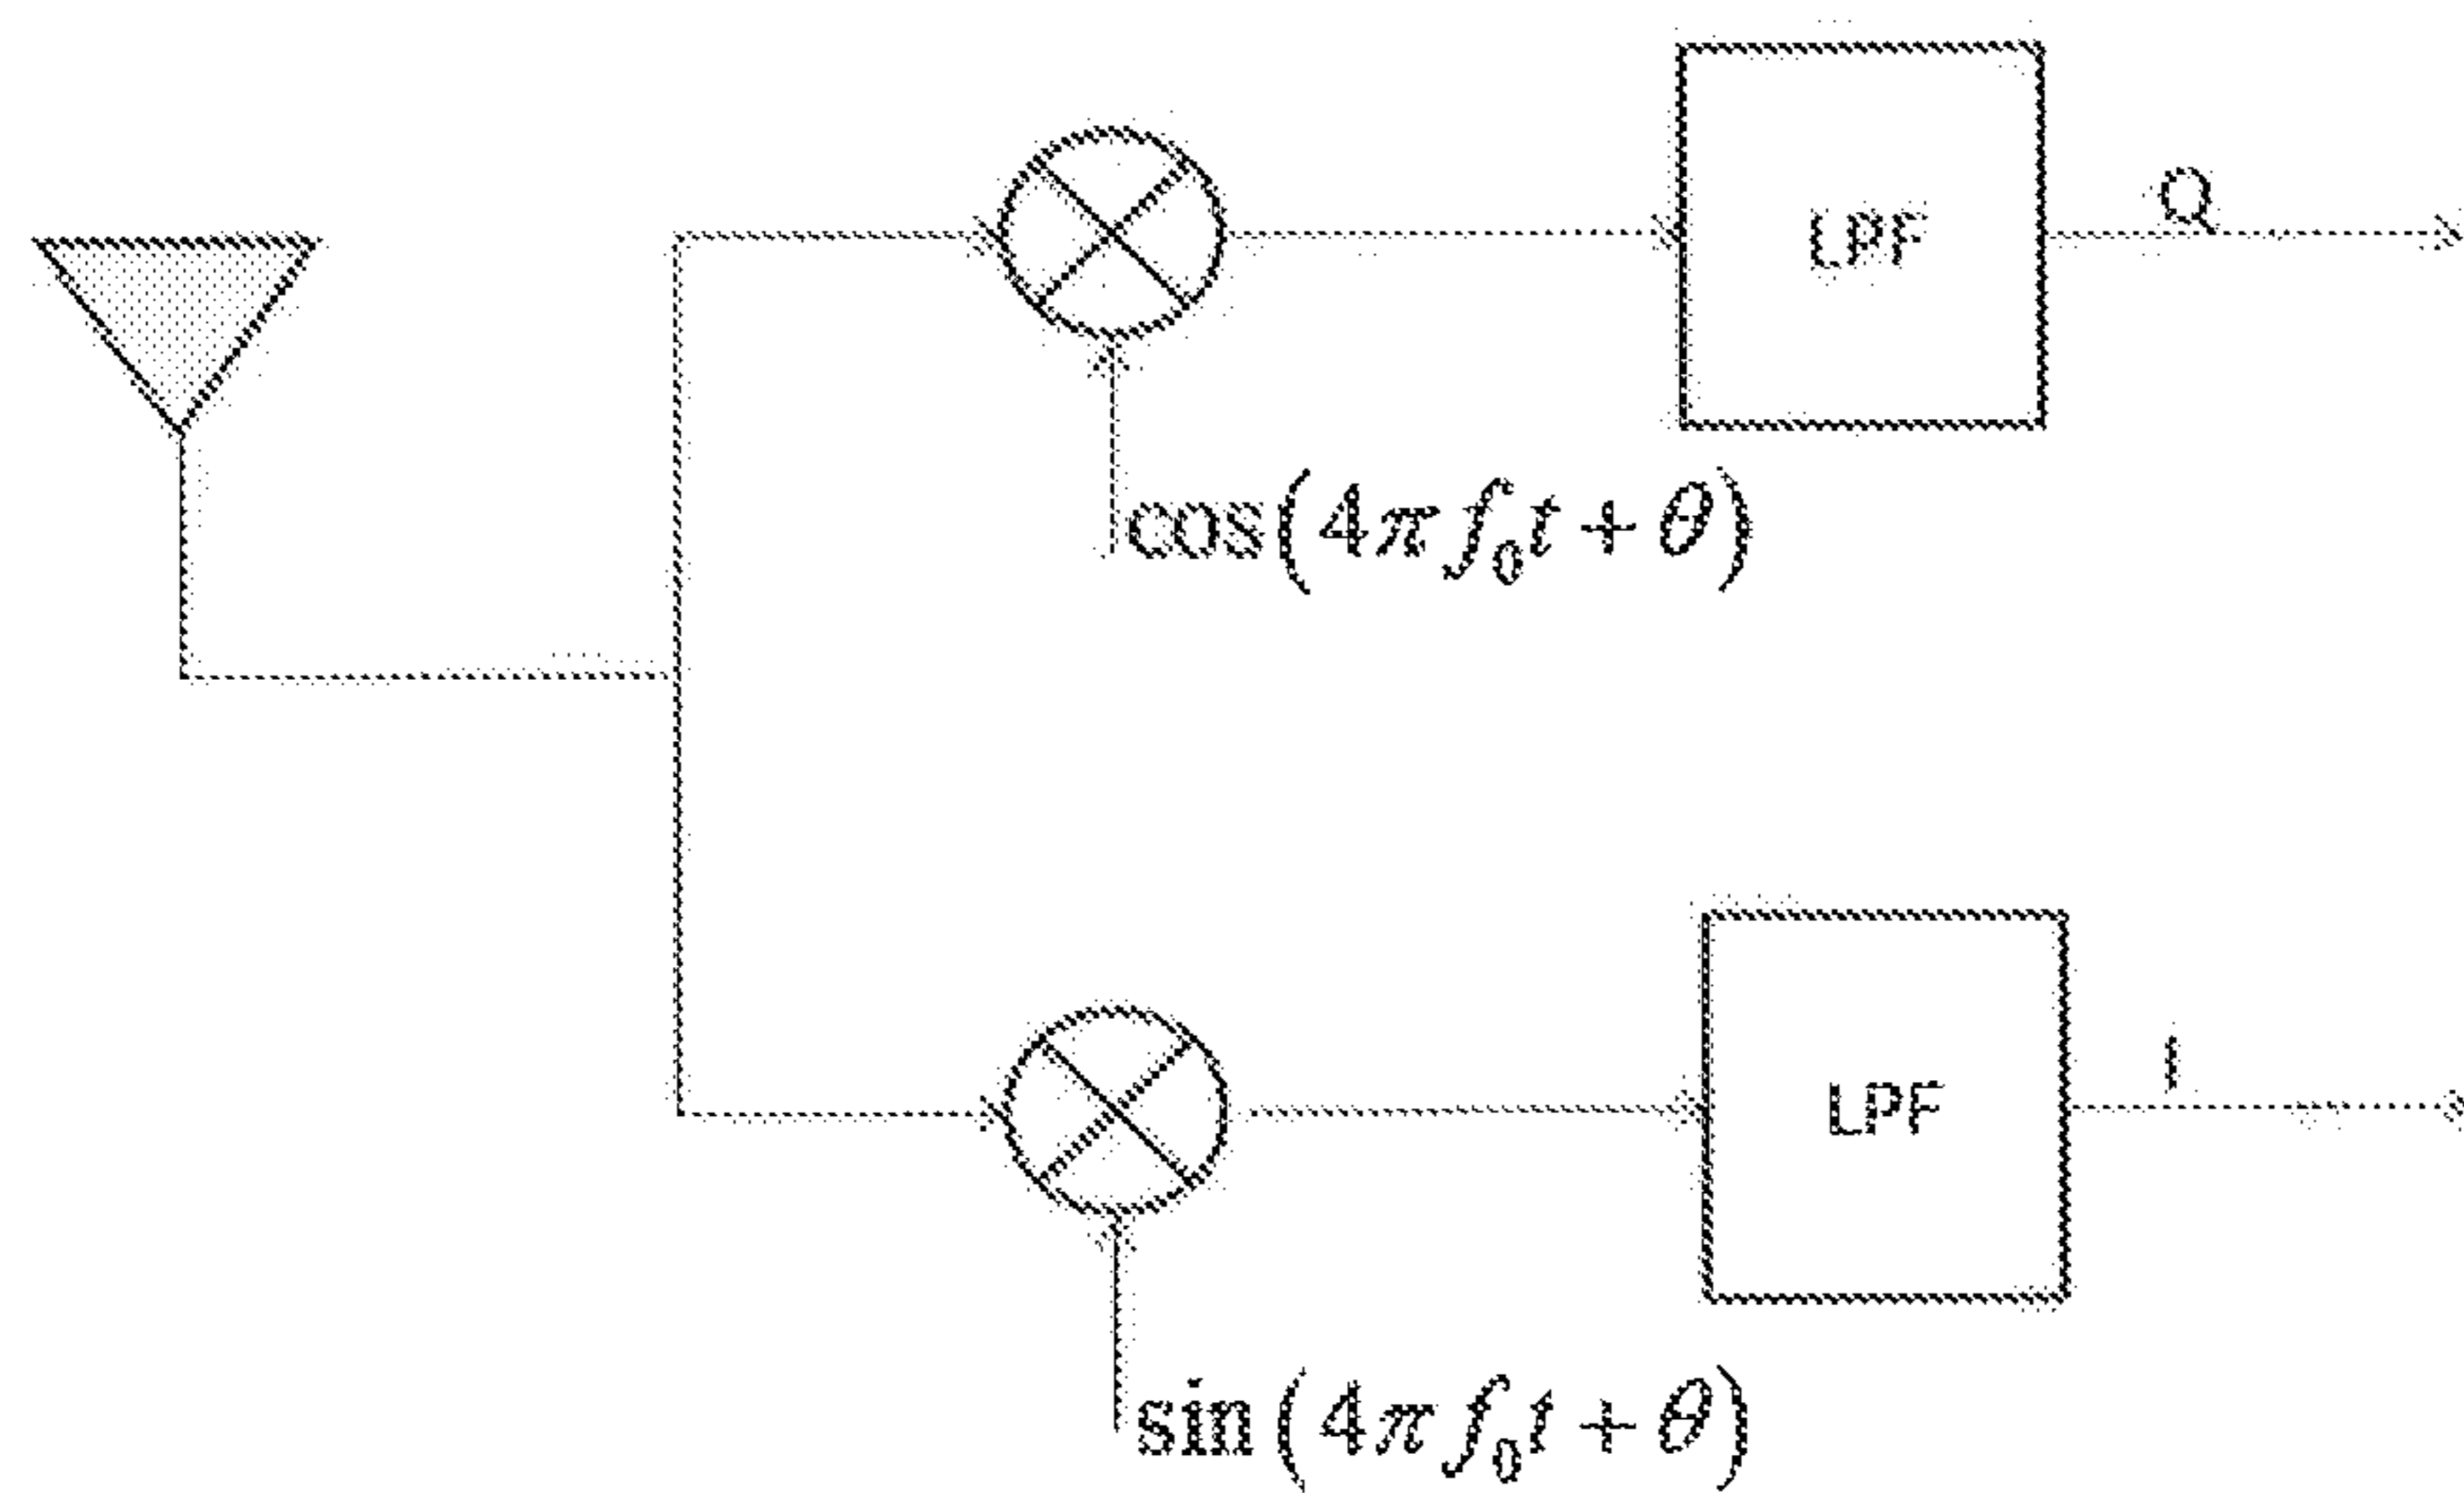 LPF
Q
cos(4πf₀t + θ)
LPF
I
sin(4πf₀t + θ)